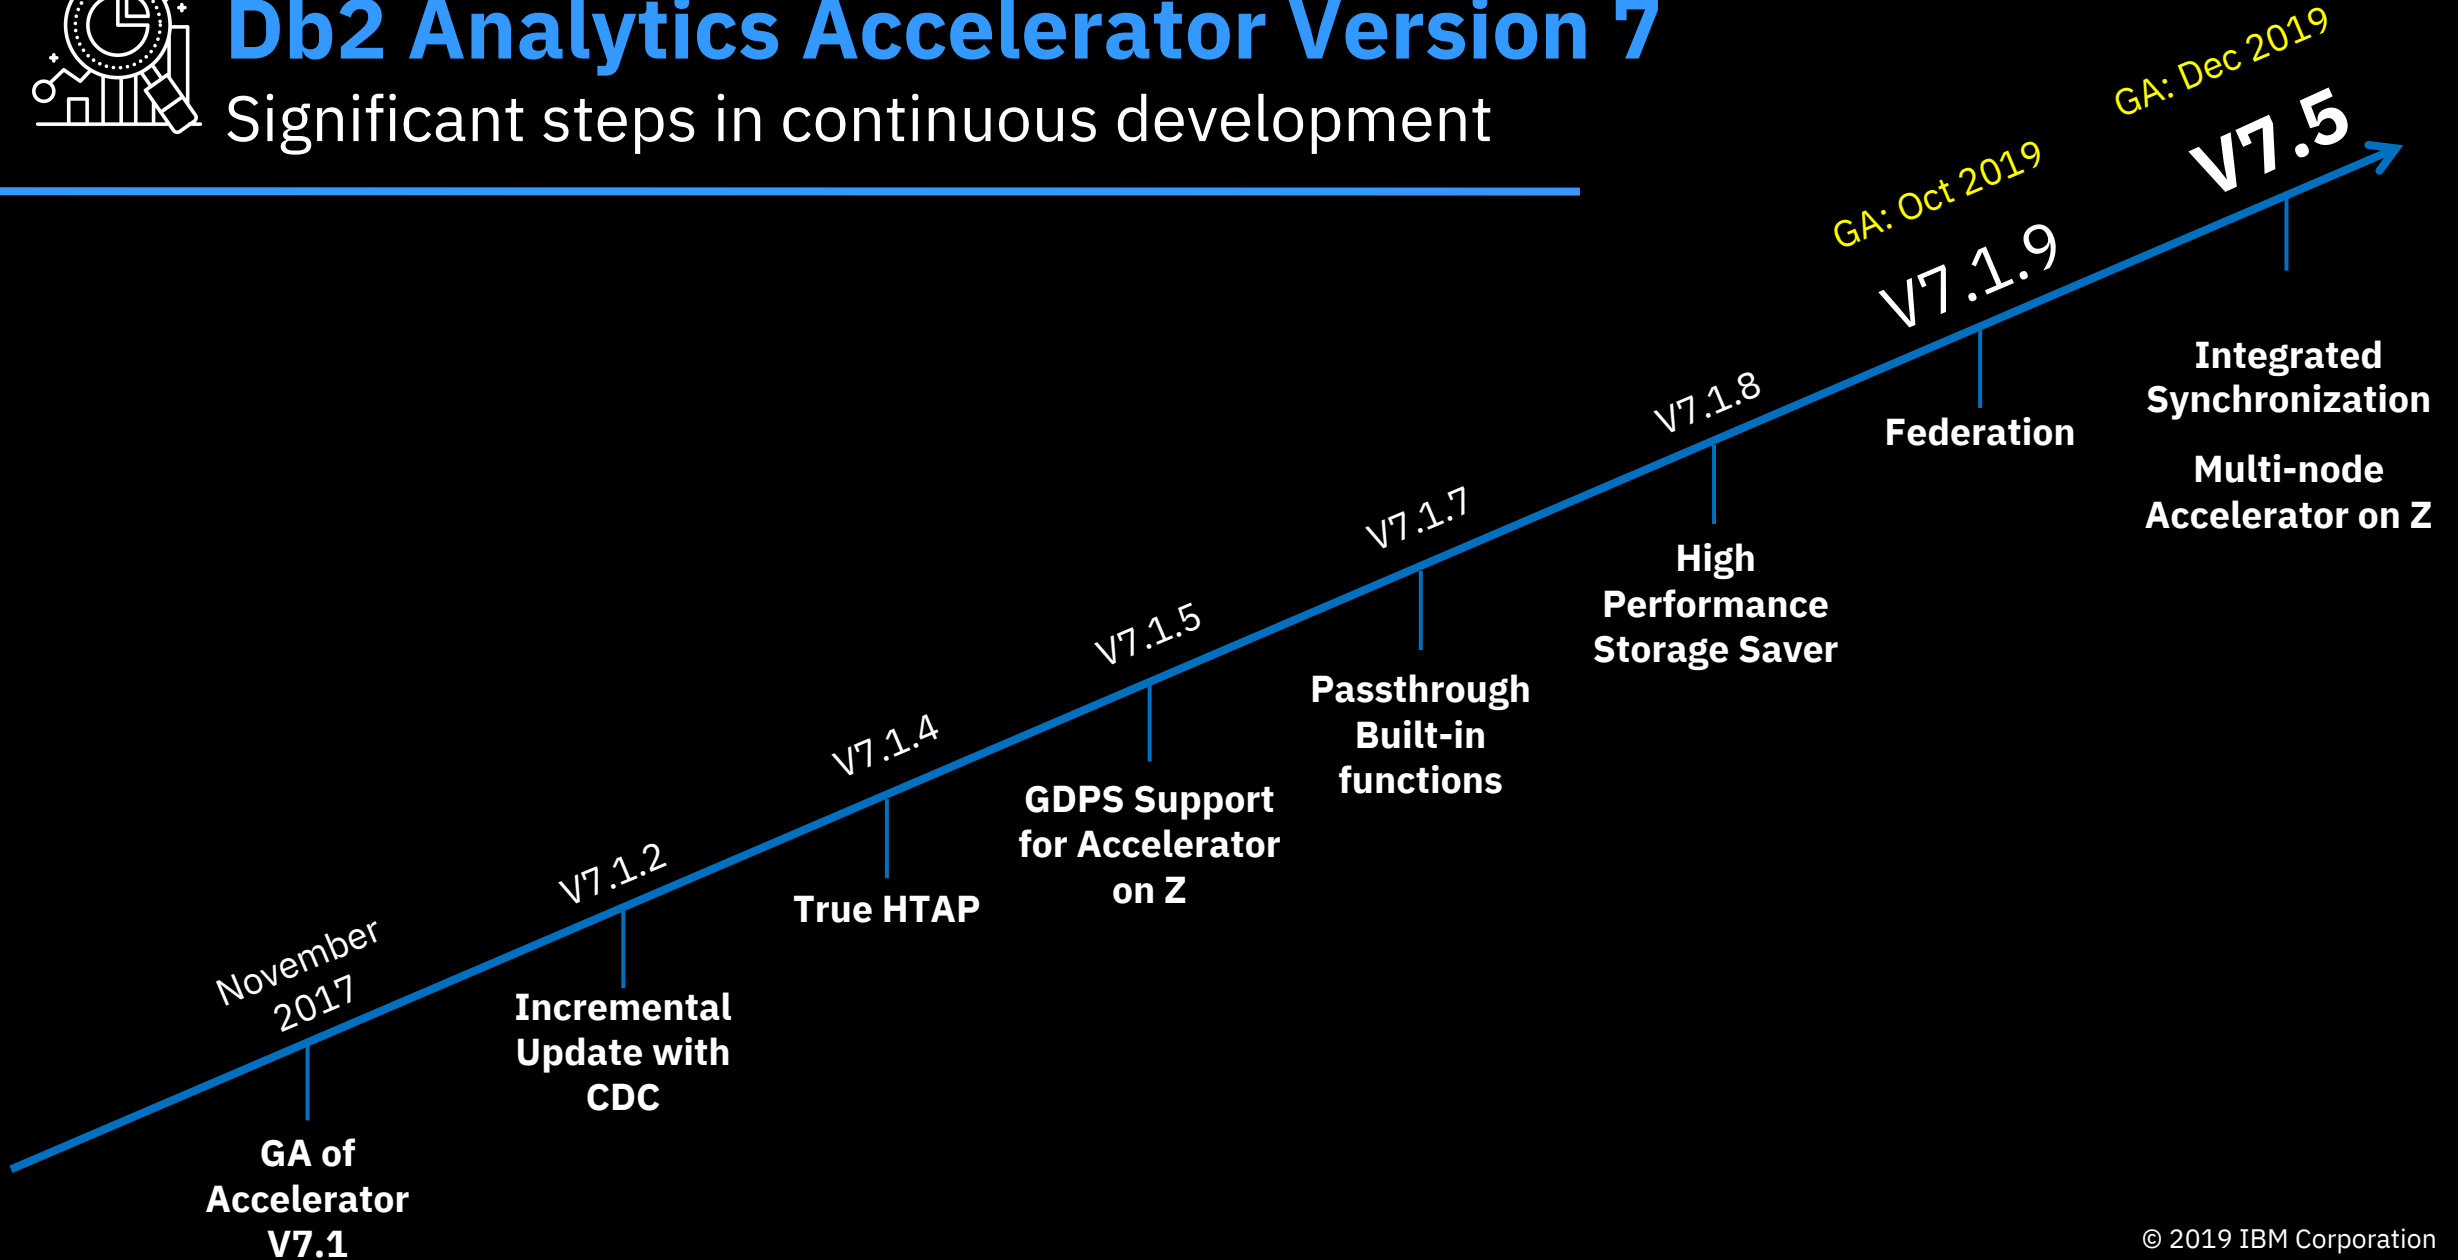 Db2 Analytics Accelerator Version 7
Significant steps in continuous development
November
2017
GA of
Accelerator
V7.1
V7.1.2
Incremental
Update with
CDC
V7.1.4
True HTAP
V7.1.5
GDPS Support
for Accelerator
on Z
V7.1.7
Passthrough
Built-in
functions
V7.1.8
High
Performance
Storage Saver
GA: Oct 2019
V7.1.9
Federation
GA: Dec 2019
V7.5
Integrated
Synchronization
Multi-node
Accelerator on Z
© 2019 IBM Corporation